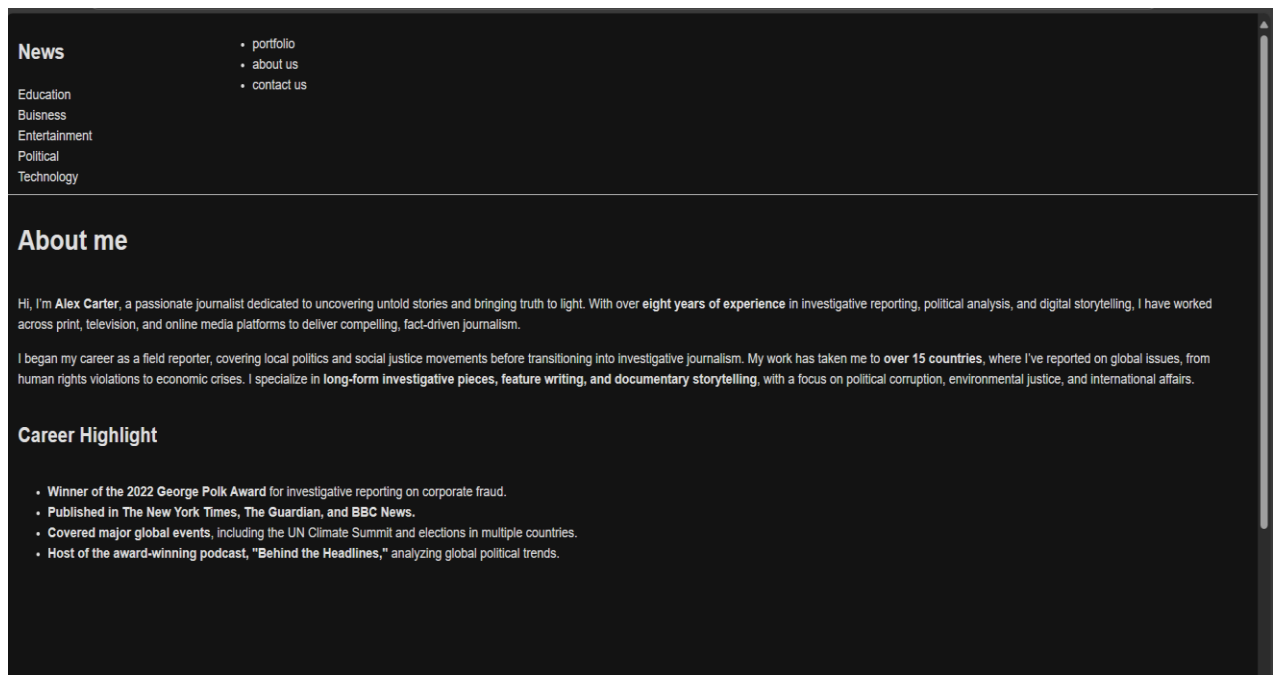 News
Education
Buisness
Entertainment
Political
Technology
• portfolio
• about us
• contact us
About me
Hi, I'm Alex Carter, a passionate journalist dedicated to uncovering untold stories and bringing truth to light. With over eight years of experience in investigative reporting, political analysis, and digital storytelling, I have worked
across print, television, and online media platforms to deliver compelling, fact-driven journalism.
I began my career as a field reporter, covering local politics and social justice movements before transitioning into investigative journalism. My work has taken me to over 15 countries, where I've reported on global issues, from
human rights violations to economic crises. I specialize in long-form investigative pieces, feature writing, and documentary storytelling, with a focus on political corruption, environmental justice, and international affairs.
Career Highlight
• Winner of the 2022 George Polk Award for investigative reporting on corporate fraud.
• Published in The New York Times, The Guardian, and BBC News.
• Covered major global events, including the UN Climate Summit and elections in multiple countries.
• Host of the award-winning podcast, "Behind the Headlines," analyzing global political trends.